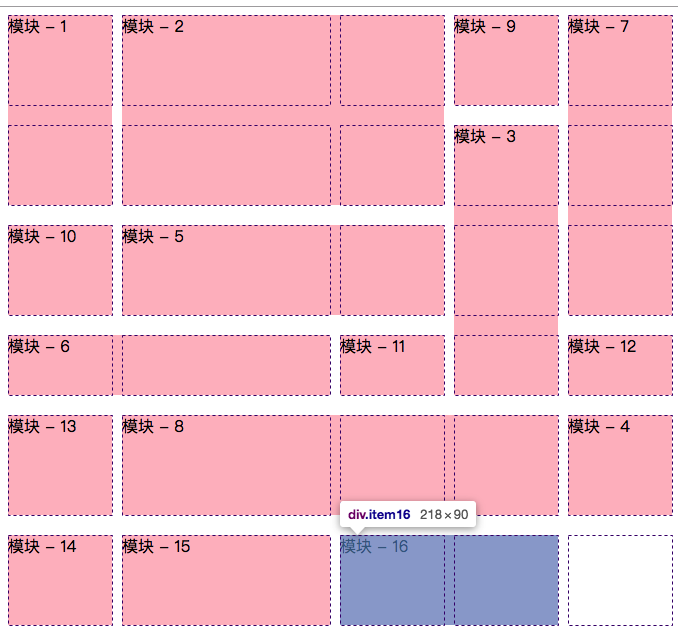 模块 – 1
模块 – 2
模块 – 9
模块 – 7
模块 – 3
模块 – 10
模块 – 5
模块 – 6
模块 – 11
模块 – 12
模块 – 13
模块 – 8
模块 – 4
div.item16 218×90
模块 – 14
模块 – 15
模块 – 16